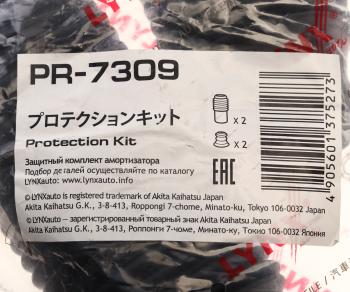 LYNX
PR-7309
プロテクションキット
Protection Kit
x 2
x 2
Защитный комплект амортизатора
Подбор деталей осуществляйте по каталогу
LYNXauto: www.lynxauto.info
EAC
4905601375273
©LYNXauto is registered trademark of Akita Kaihatsu Japan
Akita Kaihatsu G.K., 3-8-413, Roppongi 7-chome, Minato-ku, Tokyo 106-0032 Japan
©LYNXauto – зарегистрированный товарный знак Akita Kaihatsu Japan
Akita Kaihatsu G.K., 3-8-413, Роппонги 7-чоме, Минато-ку, Токио 106-0032 Япония